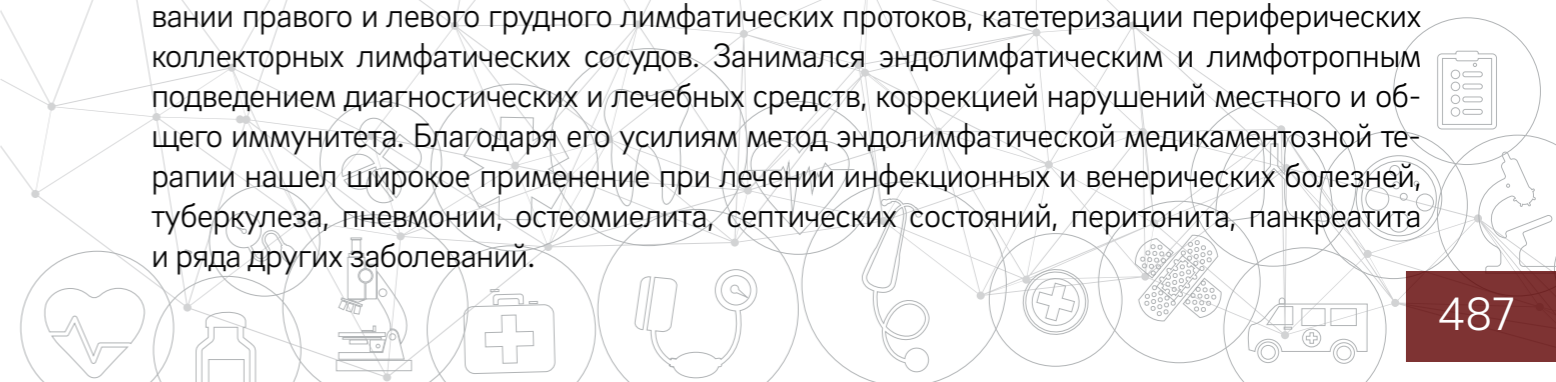 вании правого и левого грудного лимфатических протоков, катетеризации периферических
коллекторных лимфатических сосудов. Занимался эндолимфатическим и лимфотропным
подведением диагностических и лечебных средств, коррекцией нарушений местного и об-
щего иммунитета. Благодаря его усилиям метод эндолимфатической медикаментозной те-
рапии нашел широкое применение при лечении инфекционных и венерических болезней,
туберкулеза, пневмонии, остеомиелита, септических состояний, перитонита, панкреатита
и ряда других заболеваний.
487